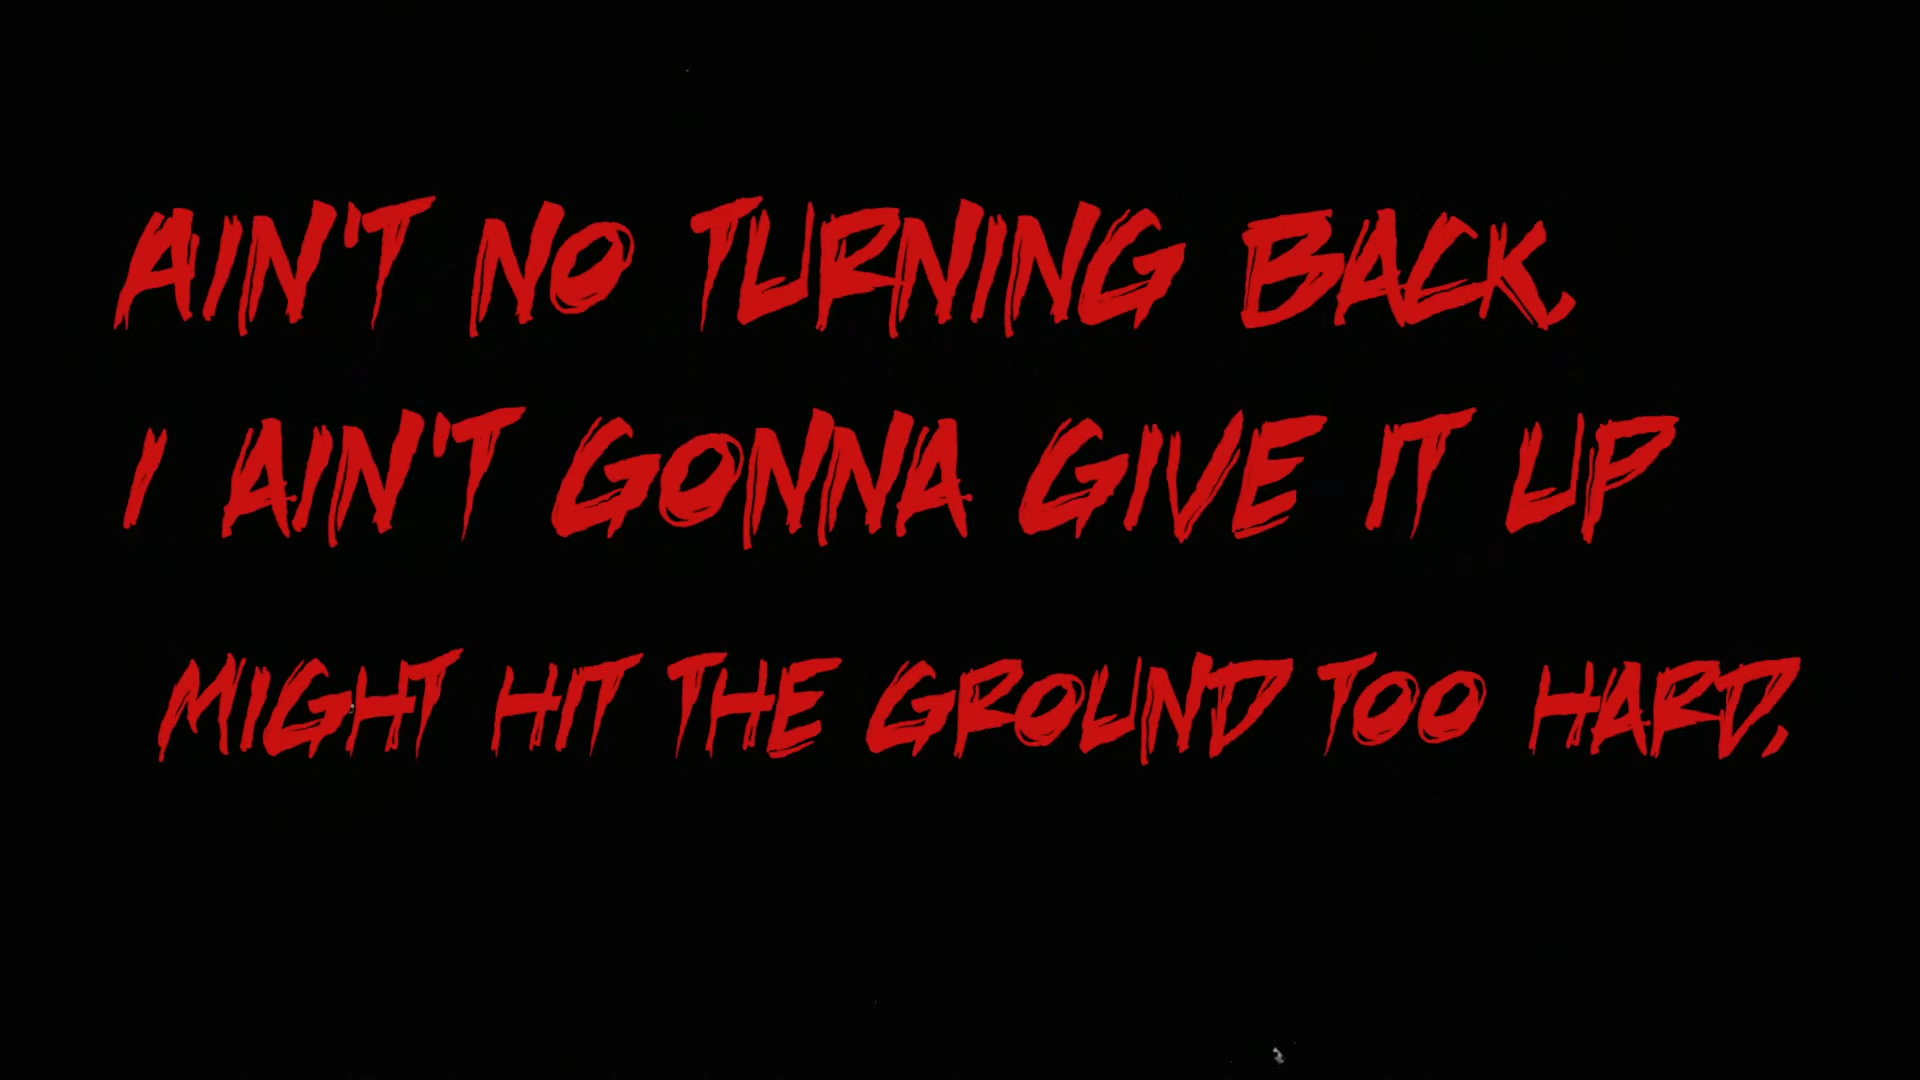 AIN'T NO TURNING BACK,
I AIN'T GONNA GIVE IT UP
MIGHT HIT THE GROUND TOO HARD,